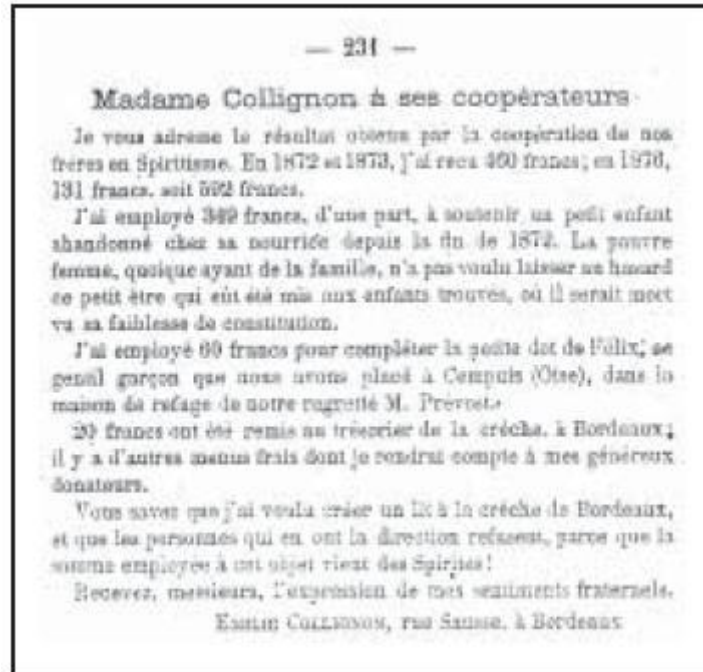 — 231 —
Madame Collignon à ses coopérateurs
Je vous adresse le résultat obtenu par la coopération de nos
frères en Spiritisme. En 1872 et 1873, j'ai reçu 460 francs; en 1876,
131 francs, soit 592 francs.
J'ai employé 349 francs, d'une part, à soutenir un petit enfant
abandonné chez sa nourrice depuis la fin de 1872. La pauvre
femme, quoique ayant de la famille, n'a pas voulu laisser au hasard
ce petit être qui eût été mis aux enfants trouvés, où il serait mort
vu sa faiblesse de constitution.
J'ai employé 60 francs pour compléter la petite dot de Félix, ce
gentil garçon que nous avons placé à Cempuis (Oise), dans la
maison de refuge de notre regretté M. Prévost.
20 francs ont été remis au trésorier de la crèche, à Bordeaux;
il y a d'autres menus frais dont je rendrai compte à mes généreux
donateurs.
Vous savez que j'ai voulu créer un lit à la crèche de Bordeaux,
et que les personnes qui en ont la direction refusent, parce que la
somme employée à cet objet vient des Spirites!
Recevez, messieurs, l'expression de mes sentiments fraternels.
Emilie COLLIGNON, rue Sausse, à Bordeaux